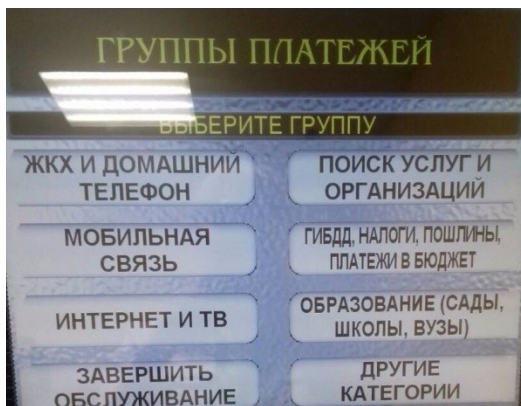 ГРУППЫ ПЛАТЕЖЕЙ
ВЫБЕРИТЕ ГРУППУ
ЖКХ И ДОМАШНИЙ
ТЕЛЕФОН
ПОИСК УСЛУГ И
ОРГАНИЗАЦИЙ
МОБИЛЬНАЯ
СВЯЗЬ
ГИБДД, НАЛОГИ, ПОШЛИНЫ,
ПЛАТЕЖИ В БЮДЖЕТ
ИНТЕРНЕТ И ТВ
ОБРАЗОВАНИЕ (САДЫ,
ШКОЛЫ, ВУЗЫ)
ЗАВЕРШИТЬ
ОБСЛУЖИВАНИЕ
ДРУГИЕ
КАТЕГОРИИ